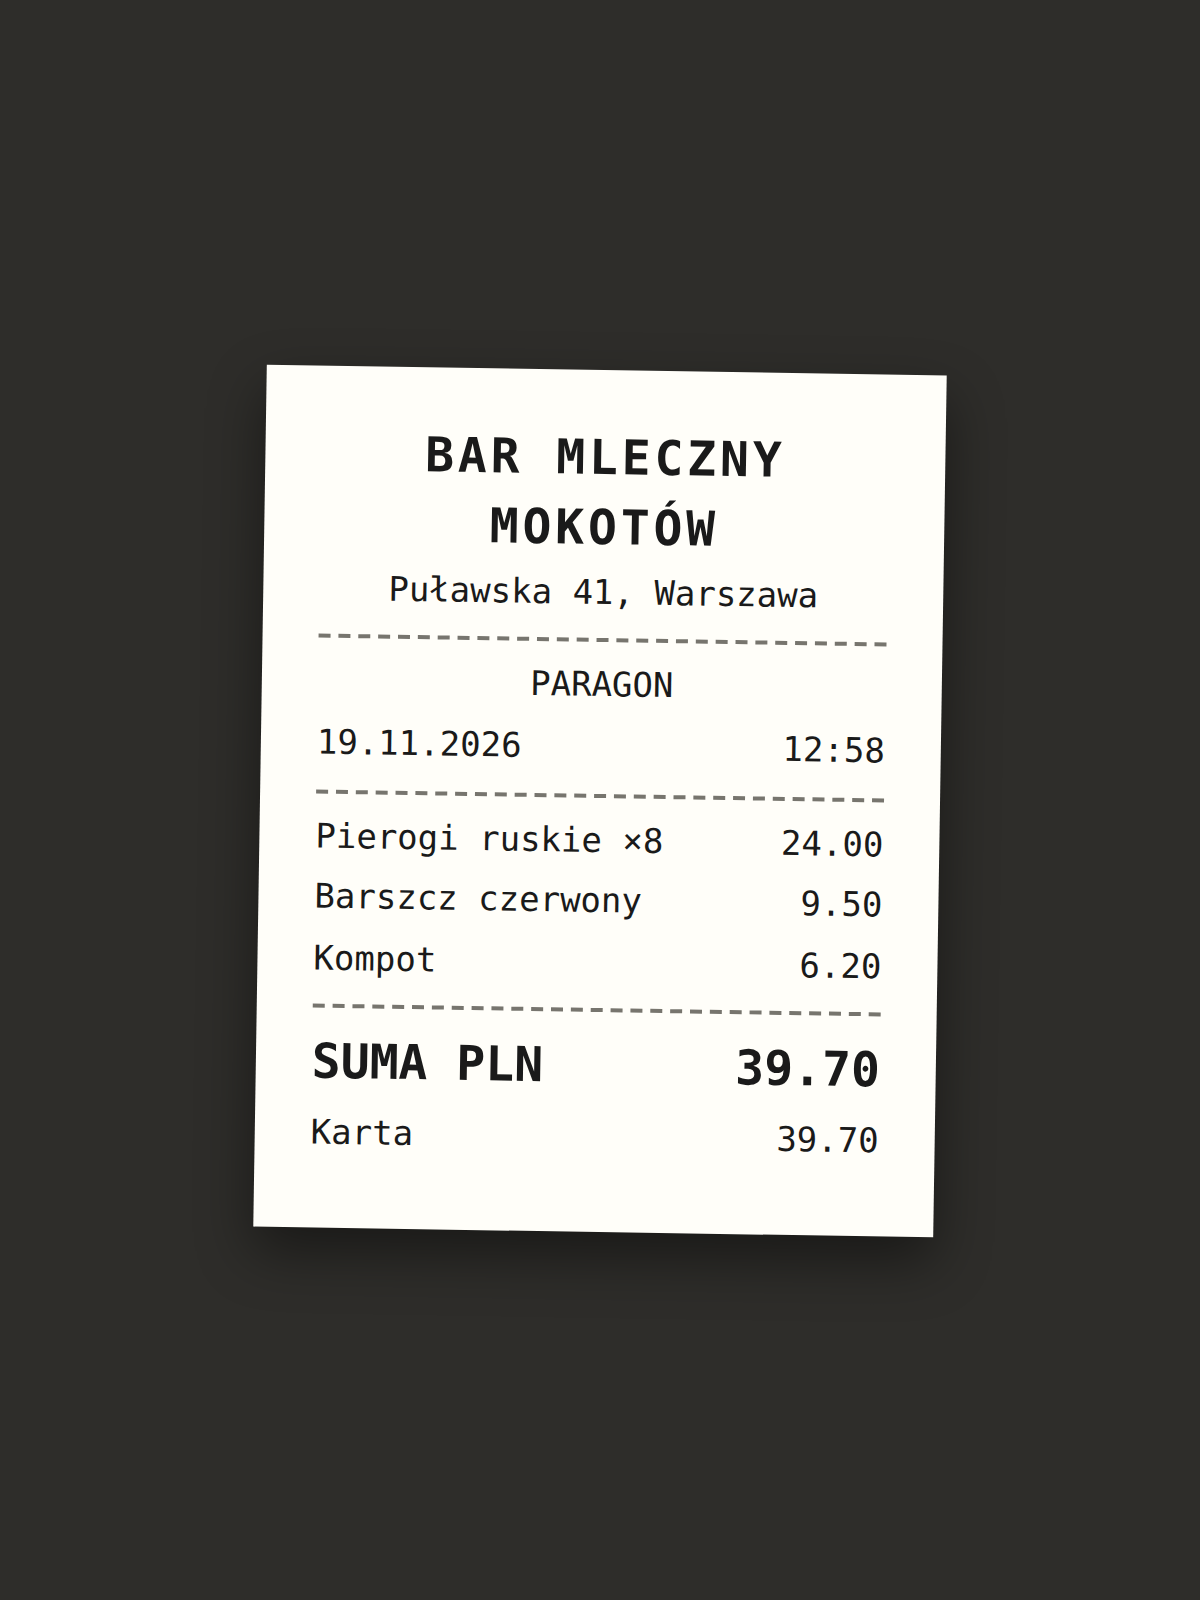 BAR MLECZNY
MOKOTÓW
Puławska 41, Warszawa
PARAGON
19.11.2026 12:58
Pierogi ruskie ×8 24.00
Barszcz czerwony 9.50
Kompot 6.20
SUMA PLN 39.70
Karta 39.70